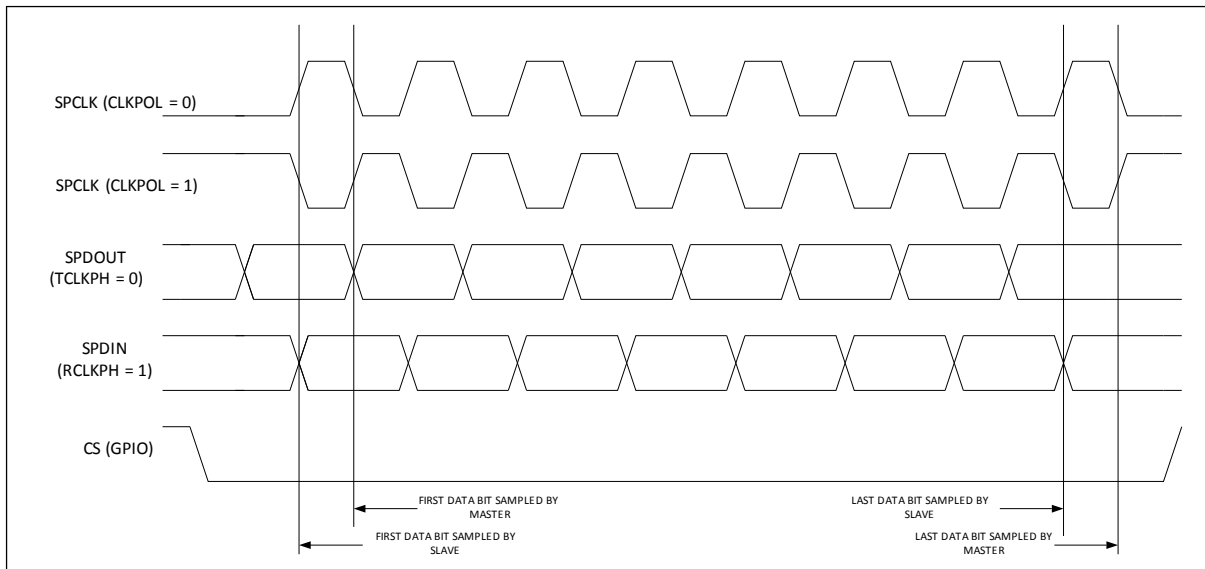 SPCLK (CLKPOL = 0)
SPCLK (CLKPOL = 1)
SPDOUT
(TCLKPH = 0)
SPDIN
(RCLKPH = 1)
CS (GPIO)
FIRST DATA BIT SAMPLED BY
MASTER
LAST DATA BIT SAMPLED BY
SLAVE
FIRST DATA BIT SAMPLED BY
SLAVE
LAST DATA BIT SAMPLED BY
MASTER